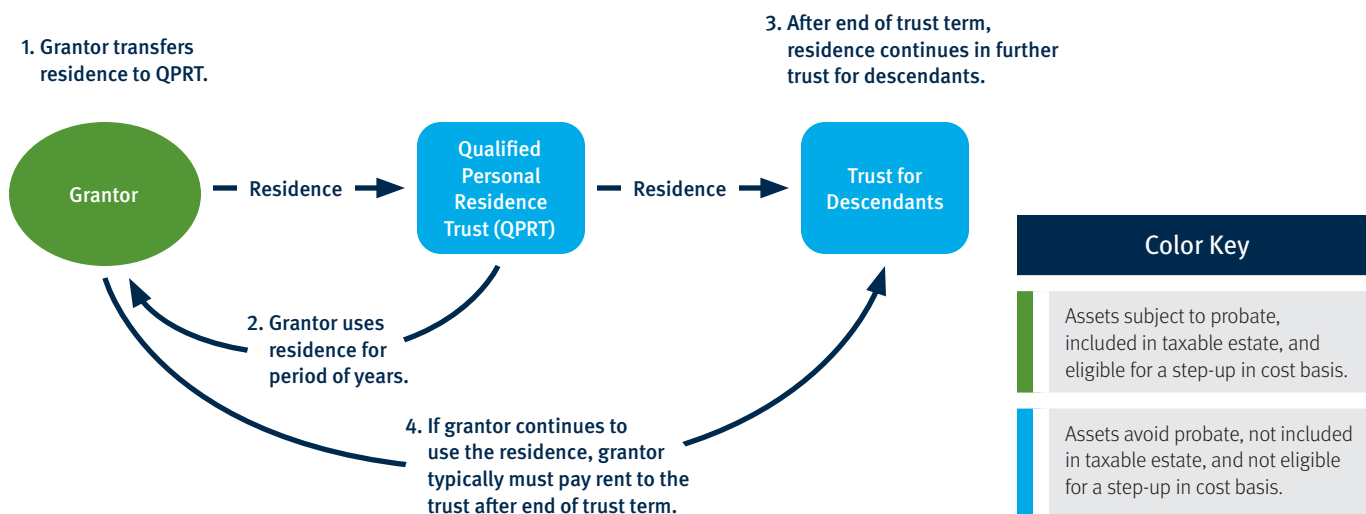 1. Grantor transfers
residence to QPRT.
3. After end of trust term,
residence continues in further
trust for descendants.
Grantor
Residence
Qualified
Personal
Residence
Trust (QPRT)
Residence
Trust for
Descendants
2. Grantor uses
residence for
period of years.
4. If grantor continues to
use the residence, grantor
typically must pay rent to the
trust after end of trust term.
Color Key
Assets subject to probate,
included in taxable estate, and
eligible for a step-up in cost basis.
Assets avoid probate, not included
in taxable estate, and not eligible
for a step-up in cost basis.